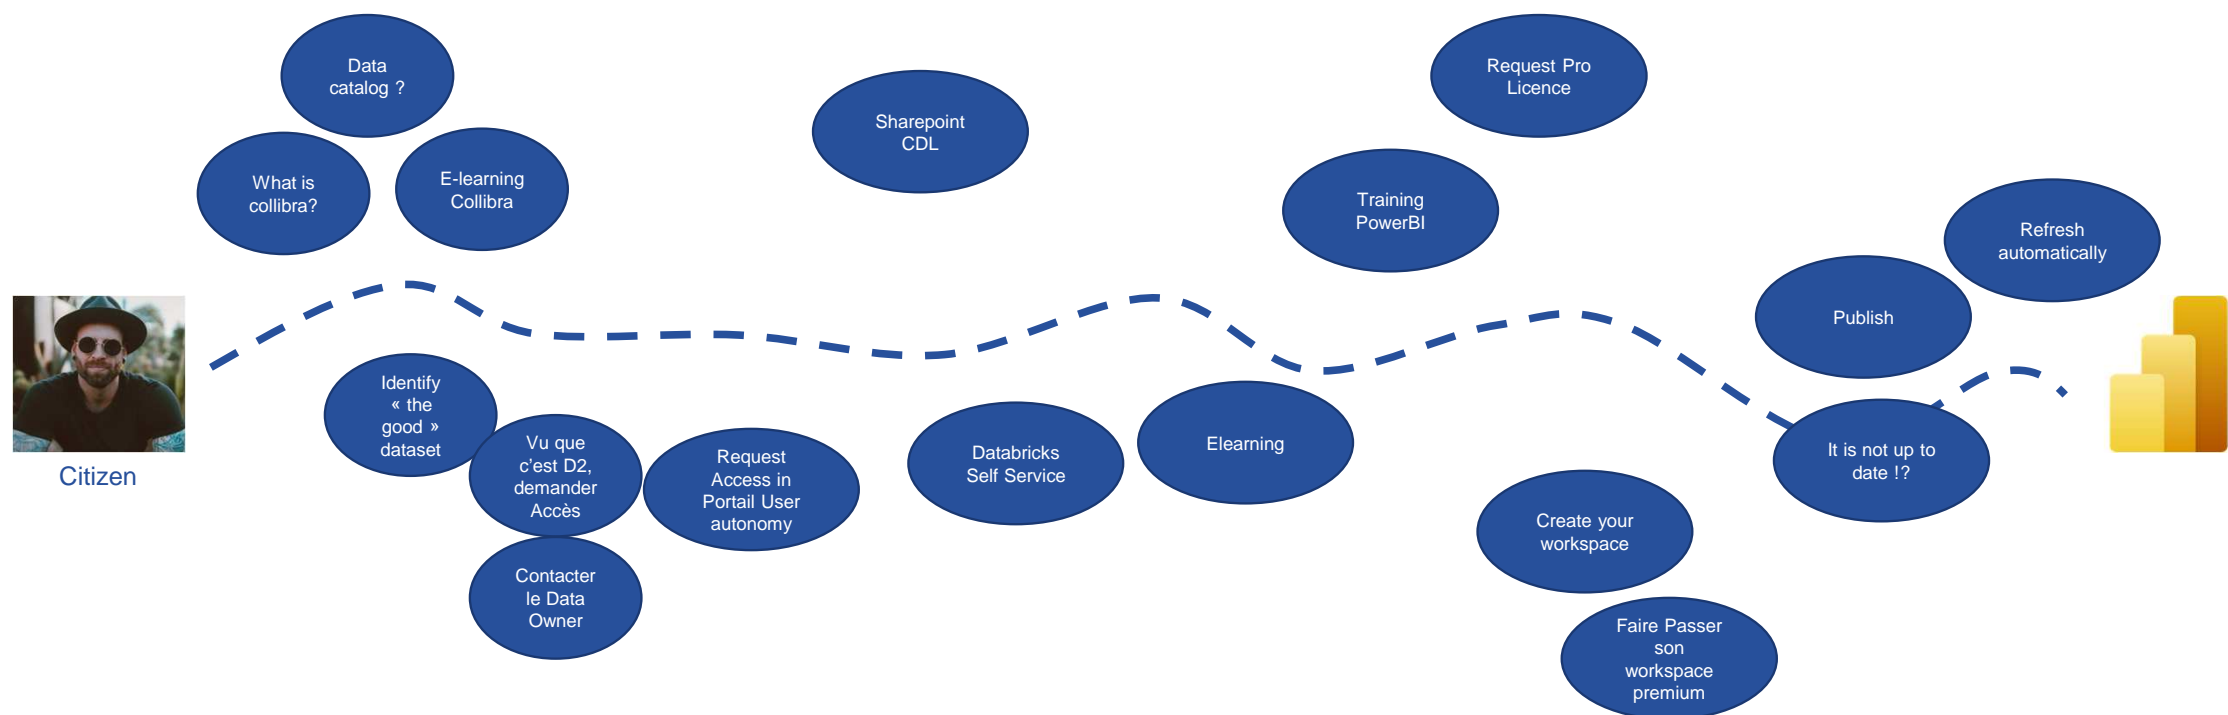 Data
catalog ?
What is
collibra?
E-learning
Collibra
Sharepoint
CDL
Request Pro
Licence
Training
PowerBI
Refresh
automatically
Publish
Citizen
Identify
« the
good »
dataset
Vu que
c'est D2,
demander
Accès
Contacter
le Data
Owner
Request
Access in
Portail User
autonomy
Databricks
Self Service
Elearning
Create your
workspace
Faire Passer
son
workspace
premium
It is not up to
date !?